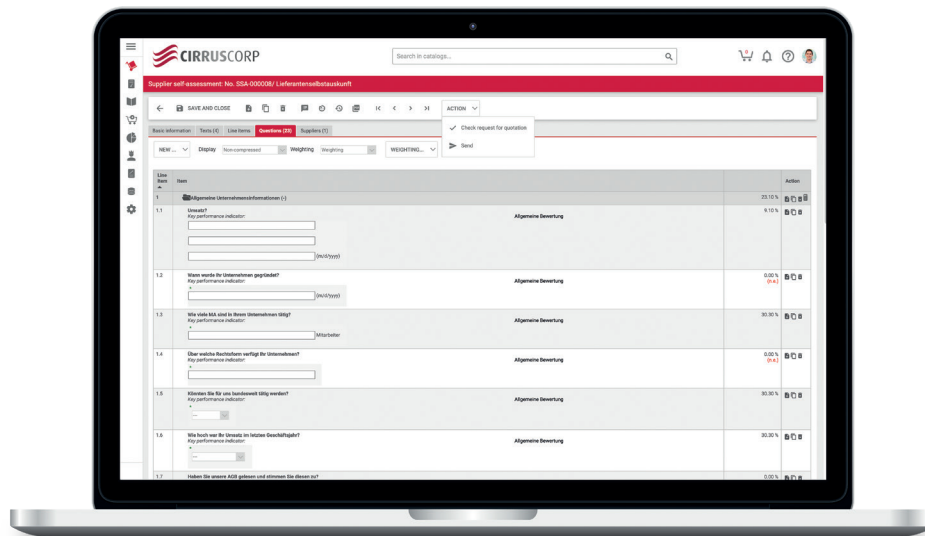 CIRRUSCORP
Search in catalogs...
0
Supplier self-assessment: No. SSA-000008/ Lieferantenselbstauskunft
SAVE AND CLOSE
ACTION
Check request for quoration
Send
Basic information Texts (4) Line items Questions (23) Suppliers (1)
NEW ... Display Non-compressed Weighting Weighting WEIGHTING...
Line Item Item Action
1 Allgemeine Unternehmensinformationen (-) 23.10 %
1.1 Umsatz? 9.10 %
Key performance indicator: Allgemeine Bewertung
(m/d/yyyy)
1.2 Wann wurde Ihr Unternehmen gegründet? 0.00 %
Key performance indicator: Allgemeine Bewertung (n.e.)
*
(m/d/yyyy)
1.3 Wie viele MA sind in Ihrem Unternehmen tätig? 30.30 %
Key performance indicator: Allgemeine Bewertung
*
Mitarbeiter
1.4 Über welche Rechtsform verfügt Ihr Unternehmen? 0.00 %
Key performance indicator: Allgemeine Bewertung (n.e.)
*
1.5 Könnten Sie für uns bundesweit tätig werden? 30.30 %
Key performance indicator: Allgemeine Bewertung
*
---
1.6 Wie hoch war Ihr Umsatz im letzten Geschäftsjahr? 30.30 %
Key performance indicator: Allgemeine Bewertung
*
---
1.7 Haben Sie unsere AGB gelesen und stimmen Sie diesen zu? 0.00 %